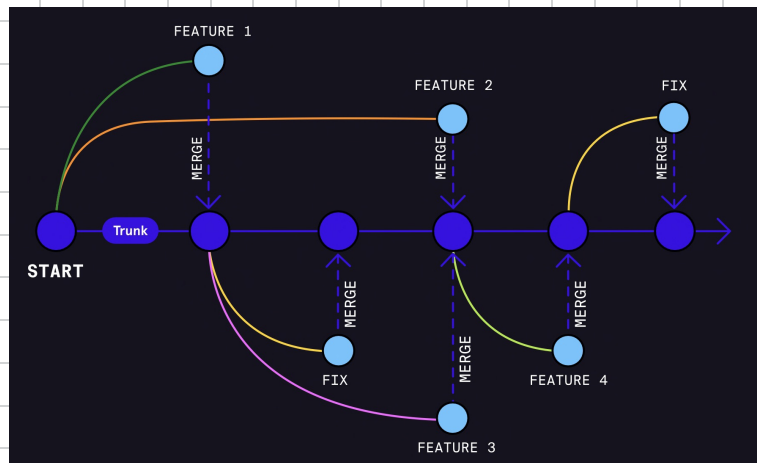 FEATURE 1
FEATURE 2
FIX
MERGE
MERGE
MERGE
Trunk
START
MERGE
MERGE
MERGE
FIX
FEATURE 4
FEATURE 3